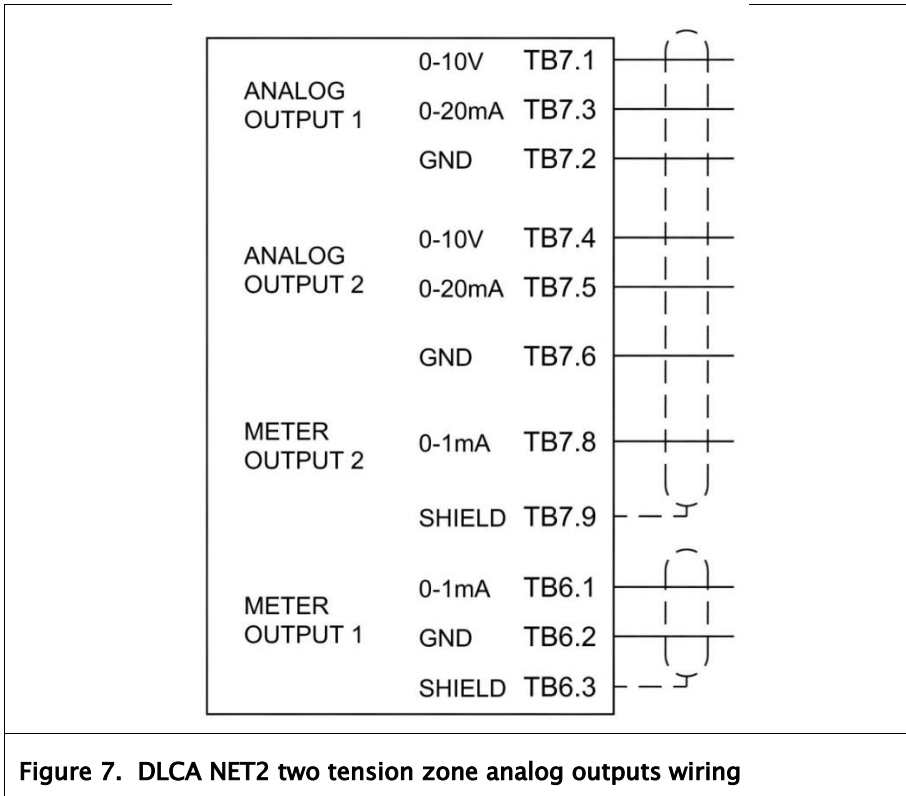 0-10V TB7.1
ANALOG
OUTPUT 1
0-20mA TB7.3
GND TB7.2
0-10V TB7.4
ANALOG
OUTPUT 2
0-20mA TB7.5
GND TB7.6
METER
OUTPUT 2
0-1mA TB7.8
SHIELD TB7.9
0-1mA TB6.1
METER
OUTPUT 1
GND TB6.2
SHIELD TB6.3
Figure 7. DLCA NET2 two tension zone analog outputs wiring